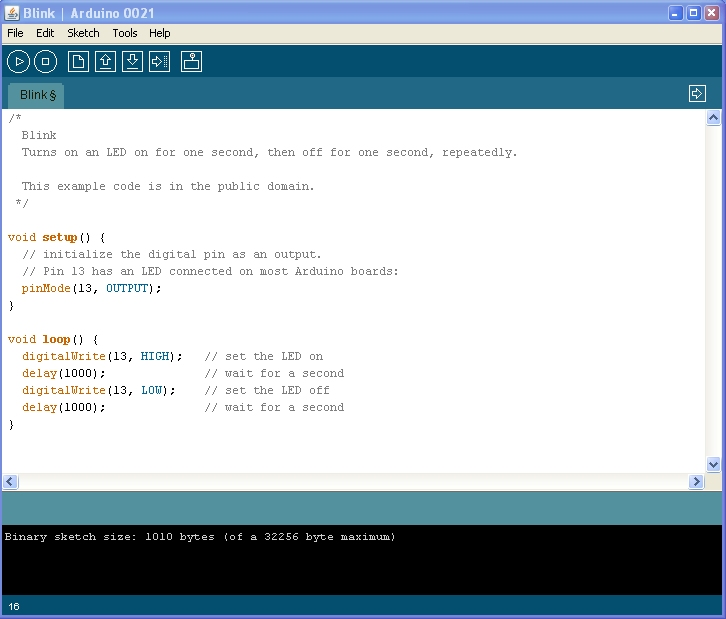 Blink | Arduino 0021
File Edit Sketch Tools Help
Blink §
/*
  Blink
  Turns on an LED on for one second, then off for one second, repeatedly.

  This example code is in the public domain.
 */

void setup() {
  // initialize the digital pin as an output.
  // Pin 13 has an LED connected on most Arduino boards:
  pinMode(13, OUTPUT);
}

void loop() {
  digitalWrite(13, HIGH);   // set the LED on
  delay(1000);              // wait for a second
  digitalWrite(13, LOW);    // set the LED off
  delay(1000);              // wait for a second
}
Binary sketch size: 1010 bytes (of a 32256 byte maximum)
16